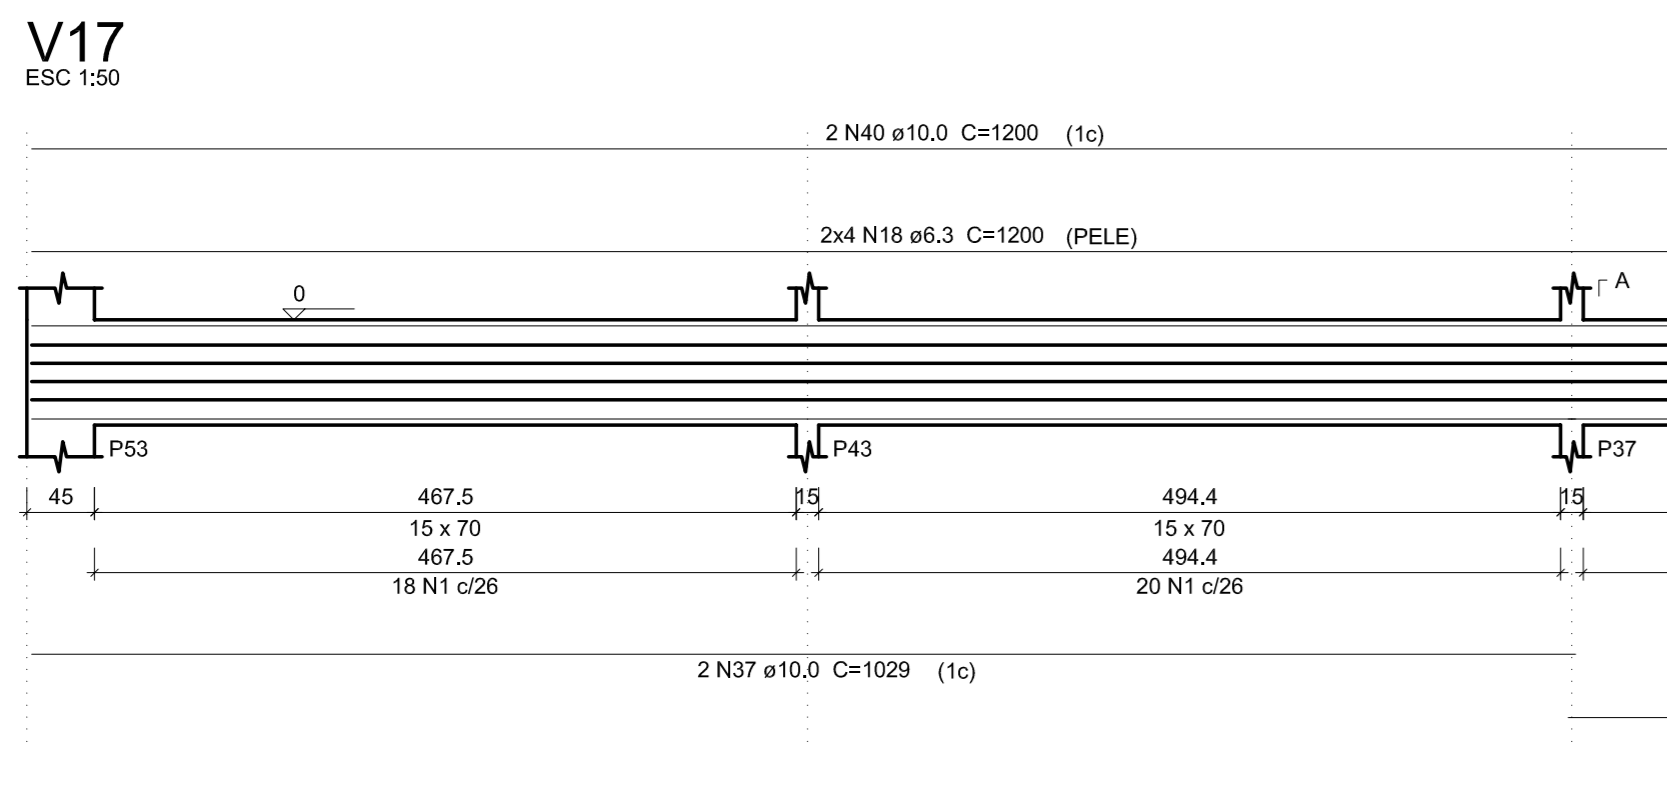 V17
ESC 1:50
2 N40 ø10.0 C=1200 (1c)
2x4 N18 ø6.3 C=1200 (PELE)
A
0
P53 P43 P37
45 467.5 15 494.4 15
15 x 70 15 x 70
467.5 494.4
18 N1 c/26 20 N1 c/26
2 N37 ø10.0 C=1029 (1c)